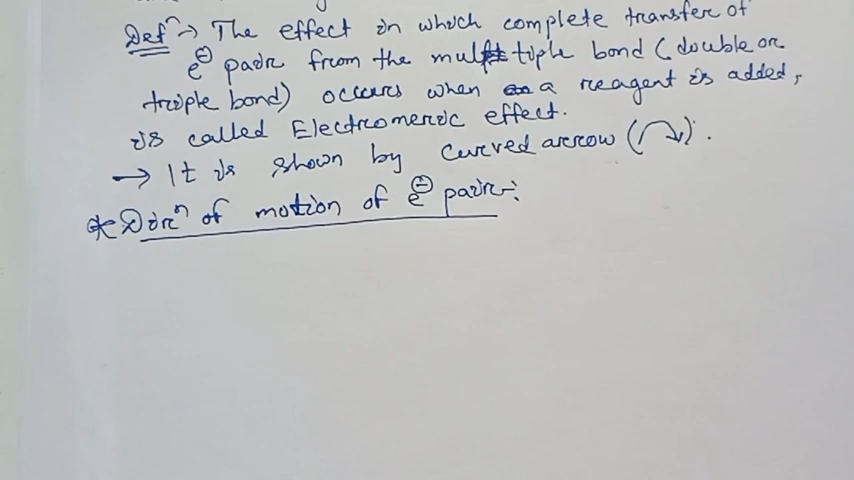 Defⁿ → The effect in which complete transfer of
e⊖ pair from the multiple bond (double or
triple bond) occurs when a reagent is added,
is called Electromeric effect.
→ It is shown by curved arrow (↷).
* Dirⁿ of motion of e⊖ pair: